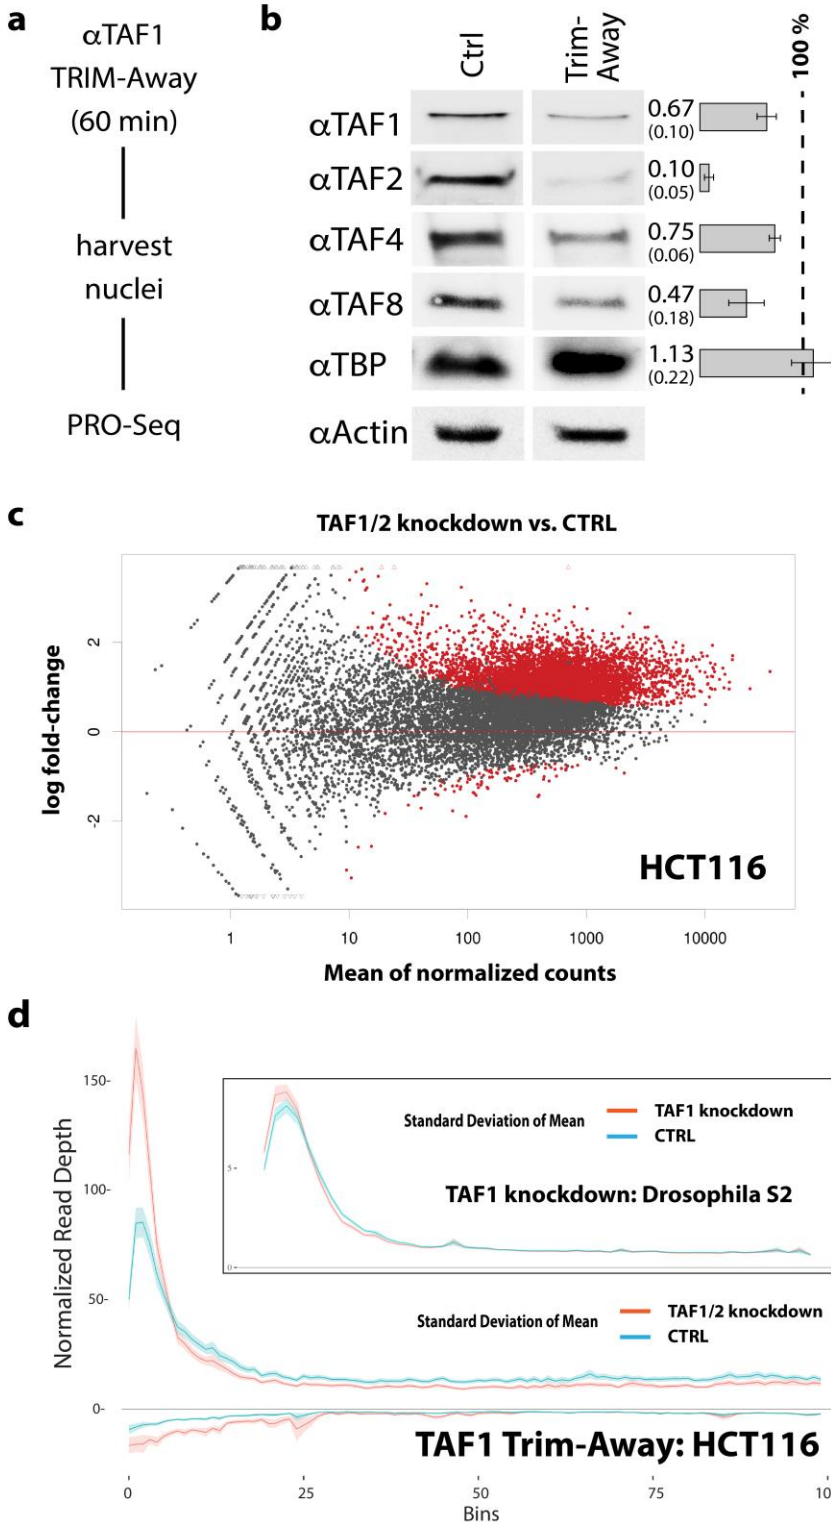 a
αTAF1
TRIM-Away
(60 min)
harvest
nuclei
PRO-Seq
b
Ctrl
Trim-
Away
100 %
αTAF1
0.67
(0.10)
αTAF2
0.10
(0.05)
αTAF4
0.75
(0.06)
αTAF8
0.47
(0.18)
αTBP
1.13
(0.22)
αActin
c
TAF1/2 knockdown vs. CTRL
log fold-change
2
0
-2
HCT116
1 10 100 1000 10000
Mean of normalized counts
d
Normalized Read Depth
150-
100-
50-
0-
Standard Deviation of Mean
TAF1 knockdown
CTRL
5
TAF1 knockdown: Drosophila S2
0
Standard Deviation of Mean
TAF1/2 knockdown
CTRL
TAF1 Trim-Away: HCT116
0 25 50 75 10
Bins